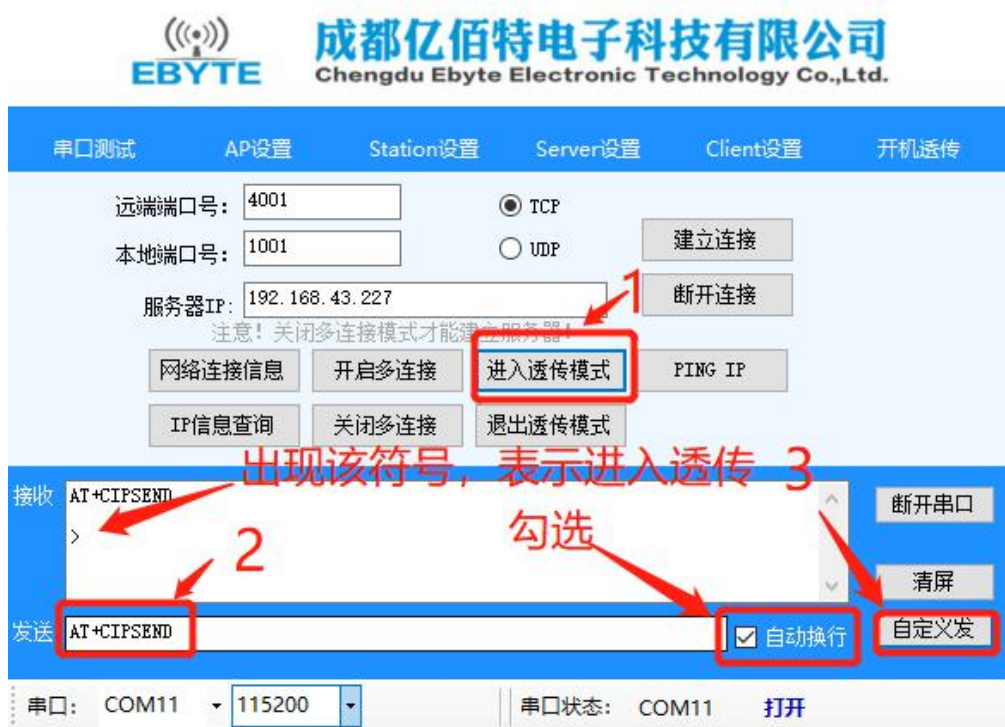 EBYTE
成都亿佰特电子科技有限公司
Chengdu Ebyte Electronic Technology Co.,Ltd.
串口测试 AP设置 Station设置 Server设置 Client设置 开机透传
远端端口号: 4001 TCP
建立连接
本地端口号: 1001 UDP
断开连接 1
服务器IP: 192.168.43.227
注意！关闭多连接模式才能建立服务器!
网络连接信息 开启多连接 进入透传模式 PING IP
IP信息查询 关闭多连接 退出透传模式
出现该符号，表示进入透传 3
接收 AT+CIPSEND 断开串口
>
勾选
2
清屏
发送 AT+CIPSEND 自动换行 自定义发
串口: COM11 115200 串口状态: COM11 打开